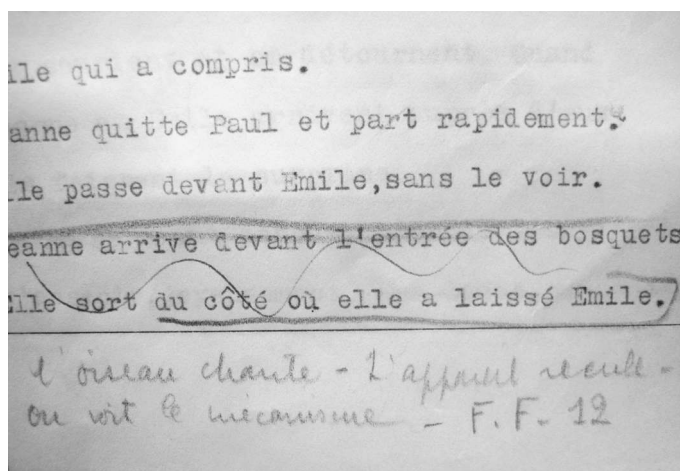 ile qui a compris.
anne quitte Paul et part rapidement.
lle passe devant Emile,sans le voir.
eanne arrive devant l'entrée des bosquets
Elle sort du côté où elle a laissé Emile.
l'oiseau chante - L'appareil recule -
on voit le mécanisme - F.F. 12